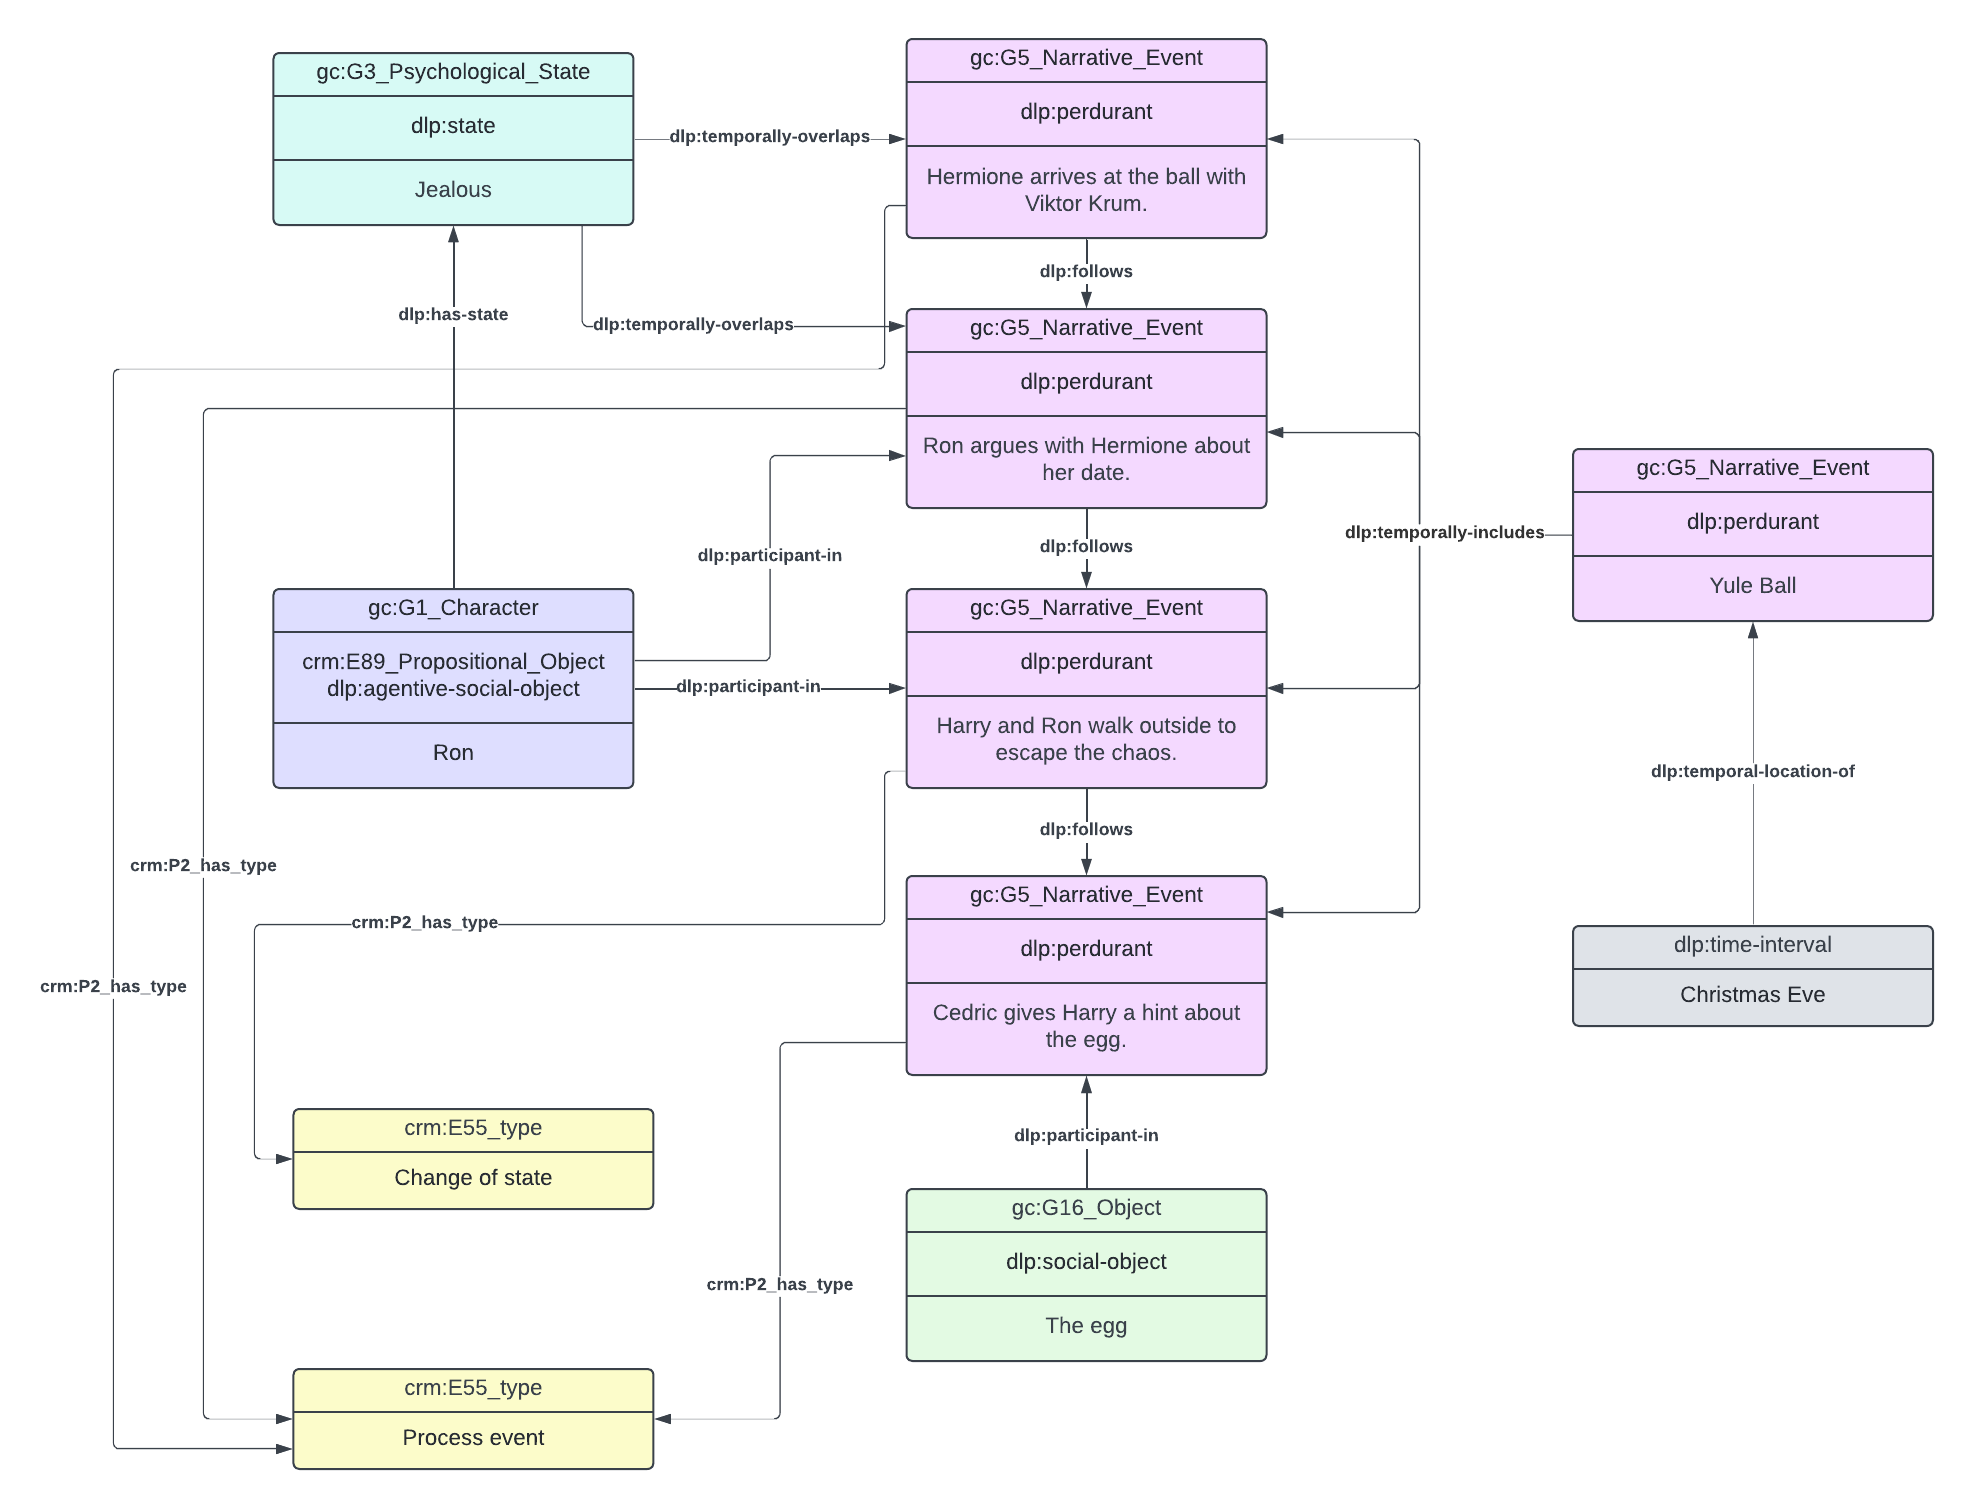 gc:G3_Psychological_State
dlp:state
Jealous
dlp:temporally-overlaps
gc:G5_Narrative_Event
dlp:perdurant
Hermione arrives at the ball with
Viktor Krum.
dlp:follows
dlp:has-state
dlp:temporally-overlaps
gc:G5_Narrative_Event
dlp:perdurant
Ron argues with Hermione about
her date.
dlp:follows
dlp:participant-in
dlp:temporally-includes
gc:G5_Narrative_Event
dlp:perdurant
Yule Ball
gc:G1_Character
crm:E89_Propositional_Object
dlp:agentive-social-object
Ron
dlp:participant-in
gc:G5_Narrative_Event
dlp:perdurant
Harry and Ron walk outside to
escape the chaos.
dlp:temporal-location-of
dlp:follows
crm:P2_has_type
crm:P2_has_type
crm:P2_has_type
gc:G5_Narrative_Event
dlp:perdurant
Cedric gives Harry a hint about
the egg.
dlp:time-interval
Christmas Eve
crm:E55_type
Change of state
dlp:participant-in
gc:G16_Object
dlp:social-object
The egg
crm:P2_has_type
crm:E55_type
Process event